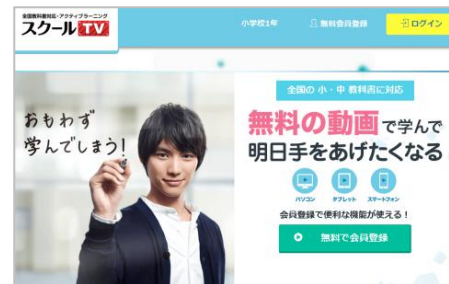 全国教科書対応・アクティブラーニング
スクールTV
小学校1年
無料会員登録
ログイン
おもわず
学んでしまう!
全国の 小・中 教科書に対応
無料の動画で学んで
明日手をあげたくなる
パソコン タブレット スマートフォン
会員登録で便利な機能が使える!
無料で会員登録